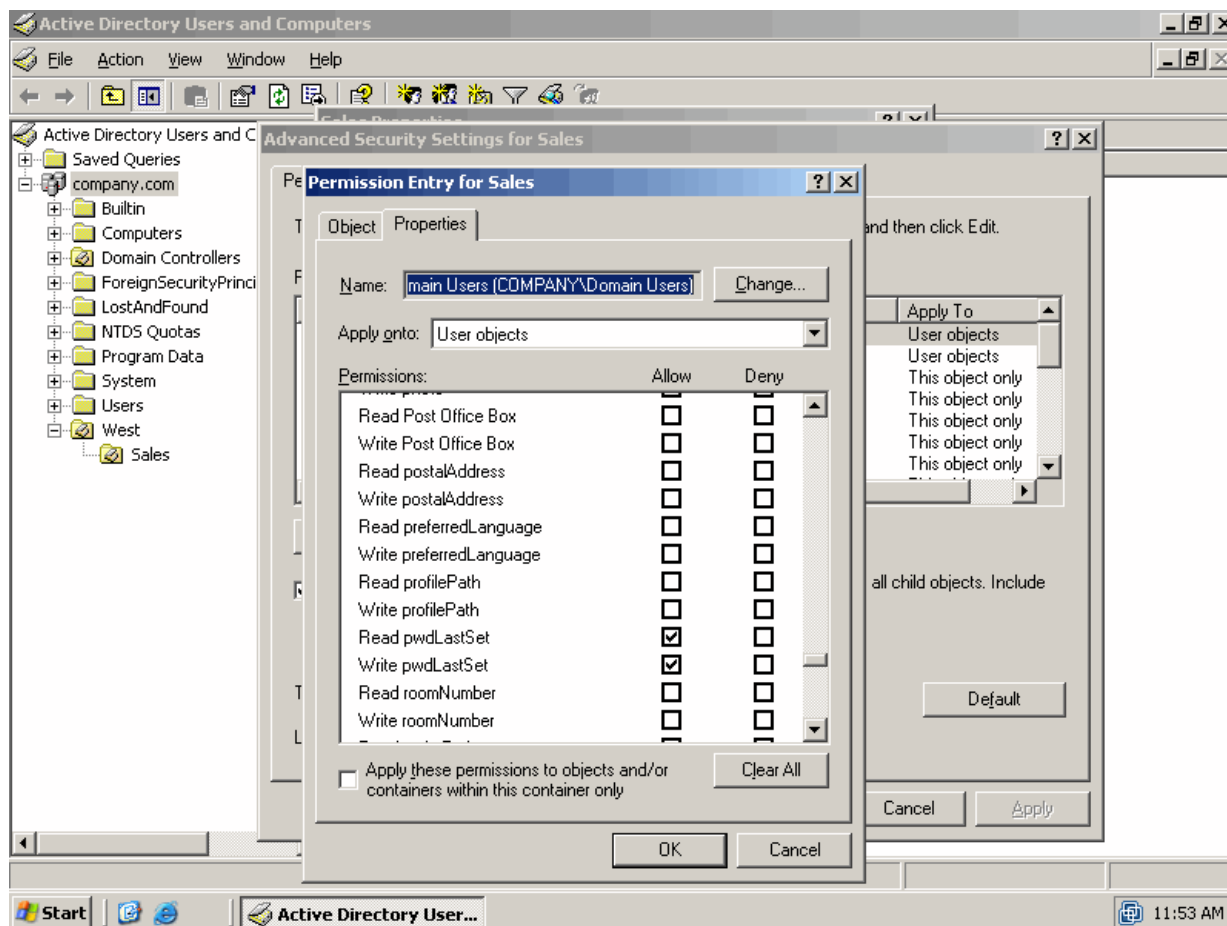 Active Directory Users and Computers
File Action View Window Help
Sales Properties
Active Directory Users and C
Saved Queries
company.com
Builtin
Computers
Domain Controllers
ForeignSecurityPrinci
LostAndFound
NTDS Quotas
Program Data
System
Users
West
Sales
Advanced Security Settings for Sales
Pe
T
and then click Edit.
P
Apply To
User objects
User objects
This object only
This object only
This object only
This object only
This object only
all child objects. Include
T
Default
L
Cancel Apply
Permission Entry for Sales
Object Properties
Name: main Users (COMPANY\Domain Users) Change...
Apply onto: User objects
Permissions: Allow Deny
Read Post Office Box
Write Post Office Box
Read postalAddress
Write postalAddress
Read preferredLanguage
Write preferredLanguage
Read profilePath
Write profilePath
Read pwdLastSet
Write pwdLastSet
Read roomNumber
Write roomNumber
Apply these permissions to objects and/or
containers within this container only
Clear All
OK Cancel
Start Active Directory User... 11:53 AM